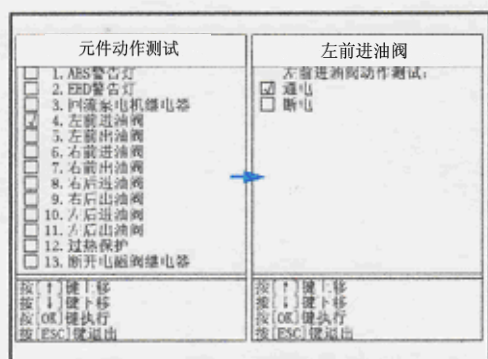 元件动作测试
1. ABS警告灯
2. EBD警告灯
3. 回流泵电机继电器
4. 左前进油阀
5. 左前出油阀
6. 右前进油阀
7. 右前出油阀
8. 右后进油阀
9. 右后出油阀
10. 左后进油阀
11. 左后出油阀
12. 过热保护
13. 断开电磁阀继电器
按[↑]键上移
按[↓]键下移
按[OK]键执行
按[ESC]键退出
左前进油阀
左前进油阀动作测试:
通电
断电
按[↑]键上移
按[↓]键下移
按[OK]键执行
按[ESC]键退出